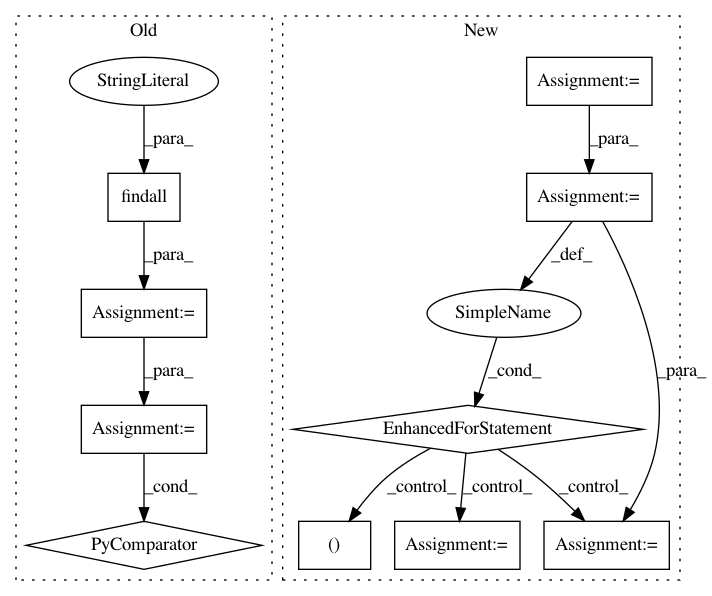 Old
New
StringLiteral
Assignment:=
_para_
_para_
findall
Assignment:=
_para_
_def_
Assignment:=
SimpleName
_para_
_cond_
_para_
Assignment:=
EnhancedForStatement
_cond_
_control_
_control_
_control_
PyComparator
()
Assignment:=
Assignment:=